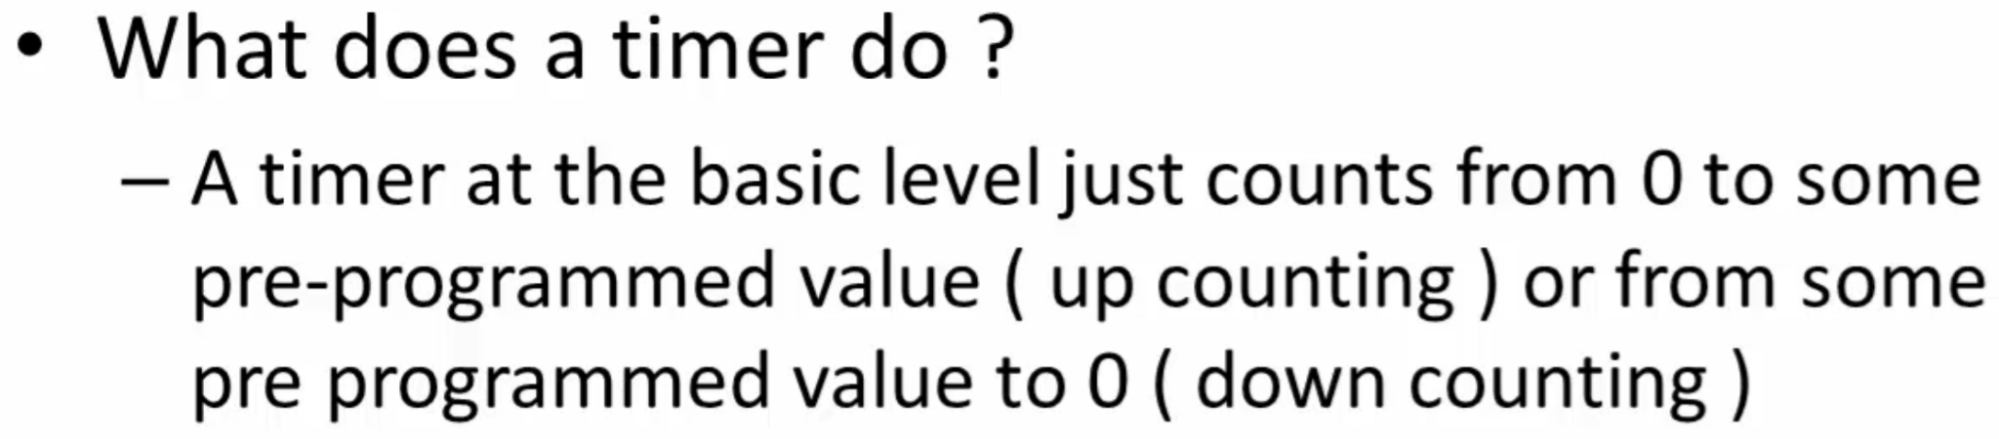 • What does a timer do ?
– A timer at the basic level just counts from 0 to some
pre-programmed value ( up counting ) or from some
pre programmed value to 0 ( down counting )